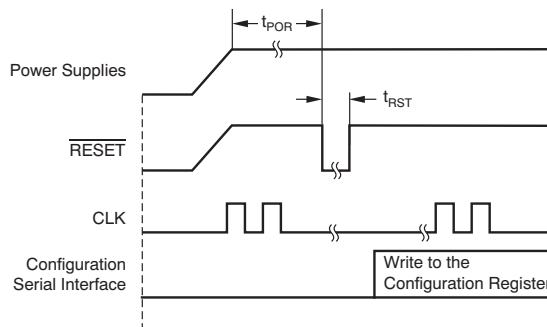 tPOR
Power Supplies
tRST
RESET
CLK
Configuration
Serial Interface
Write to the
Configuration Register